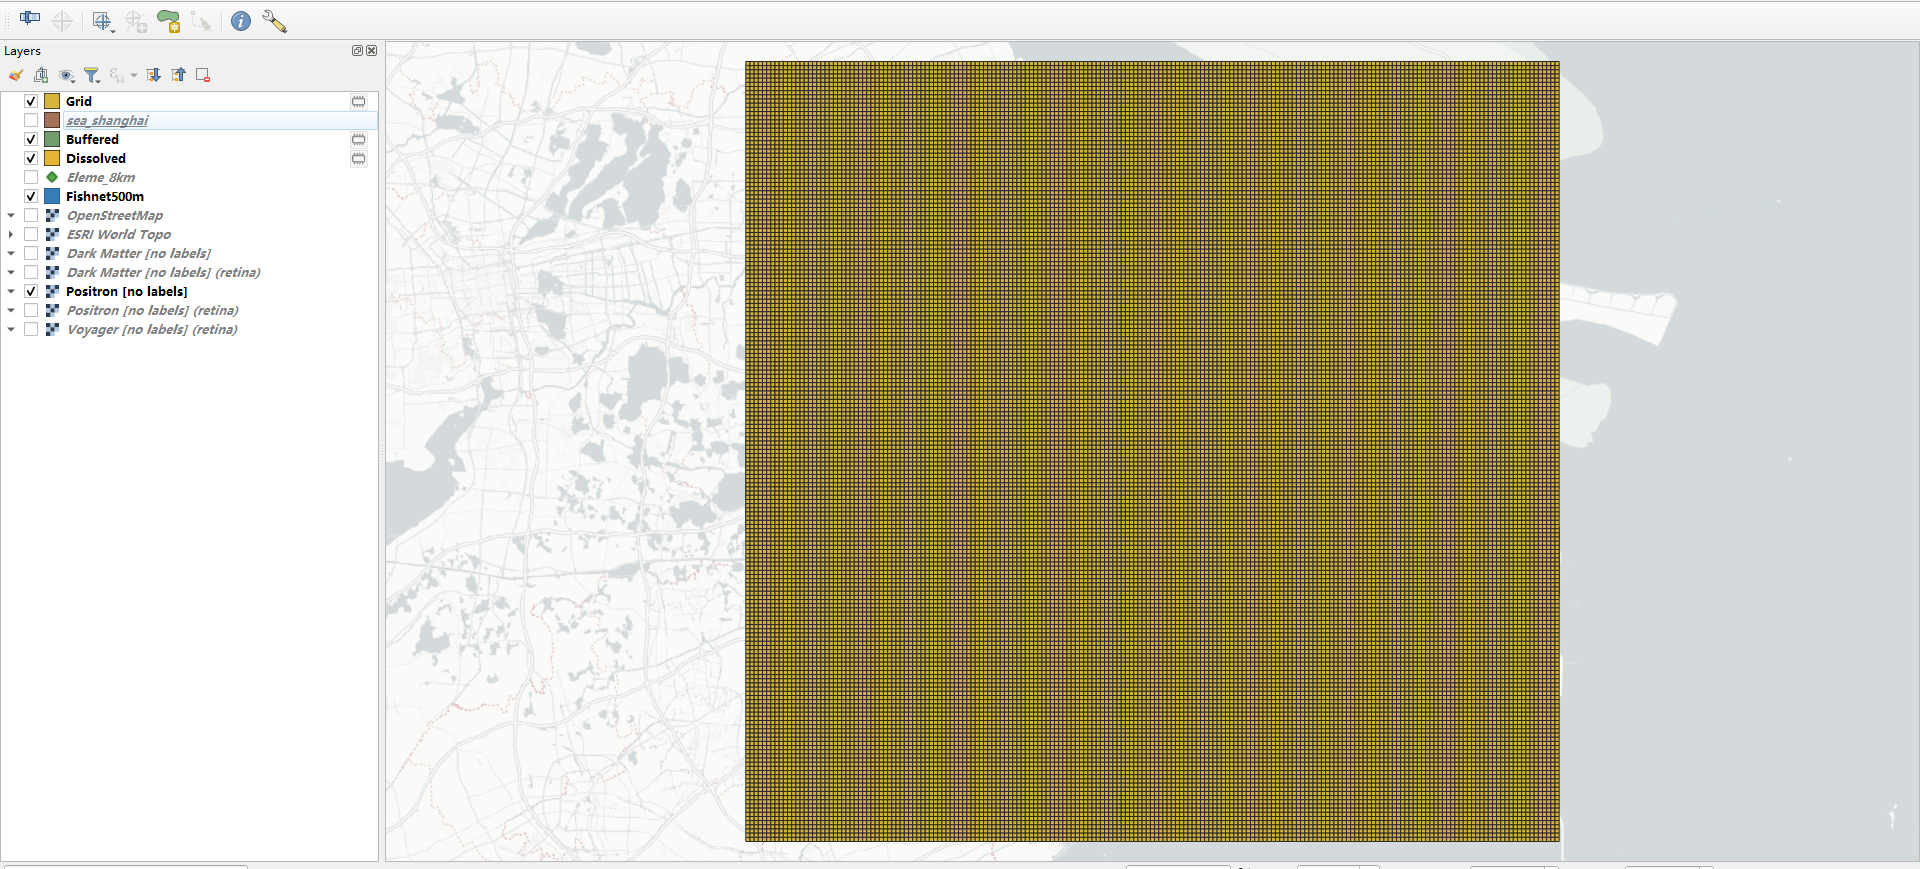 Layers
Grid
sea_shanghai
Buffered
Dissolved
Eleme_8km
Fishnet500m
OpenStreetMap
ESRI World Topo
Dark Matter [no labels]
Dark Matter [no labels] (retina)
Positron [no labels]
Positron [no labels] (retina)
Voyager [no labels] (retina)